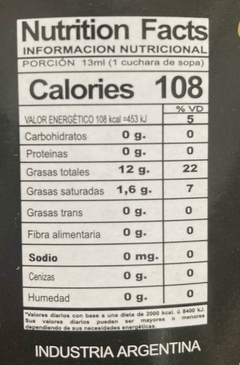 Nutrition Facts
INFORMACION NUTRICIONAL
PORCIÓN 13ml (1 cuchara de sopa)
Calories 108
% VD
VALOR ENERGÉTICO 108 kcal =453 kJ 5
Carbohidratos 0 g. 0
Proteinas 0 g. 0
Grasas totales 12 g. 22
Grasas saturadas 1,6 g. 7
Grasas trans 0 g. 0
Fibra alimentaria 0 g. 0
Sodio 0 mg. 0
Cenizas 0 g. 0
Humedad 0 g. 0
*Valores diarios con base a una dieta de 2000 kcal. ú 8400 kJ.
Sus valores diarios pueden ser mayores o menores
dependiendo de sus necesidades energéticas.
INDUSTRIA ARGENTINA